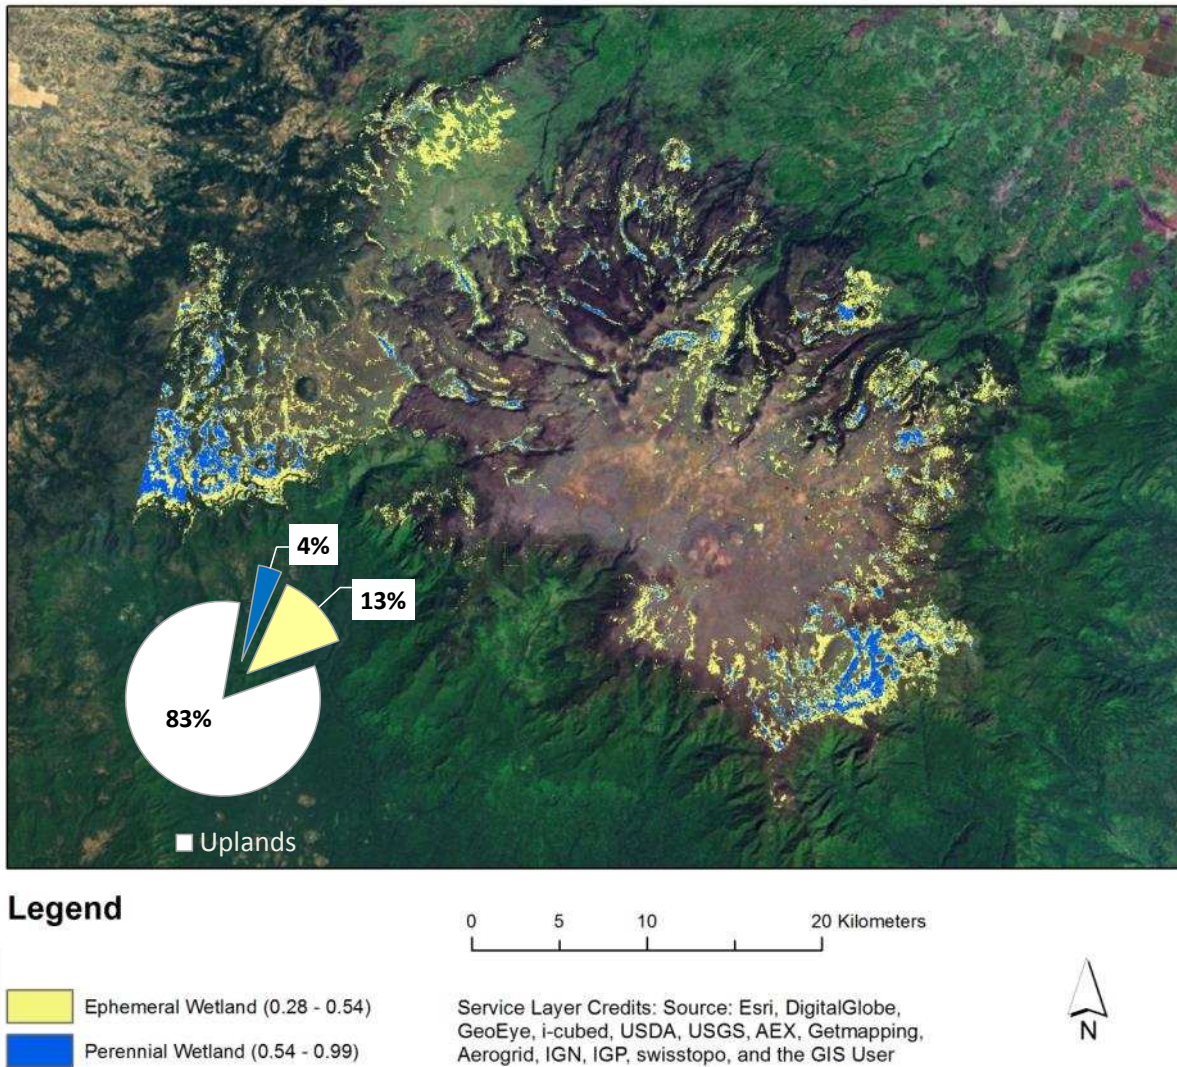 4%
13%
83%
Uplands
Legend
0 5 10 20 Kilometers
Ephemeral Wetland (0.28 - 0.54)
Perennial Wetland (0.54 - 0.99)
Service Layer Credits: Source: Esri, DigitalGlobe,
GeoEye, i-cubed, USDA, USGS, AEX, Getmapping,
Aerogrid, IGN, IGP, swisstopo, and the GIS User
N